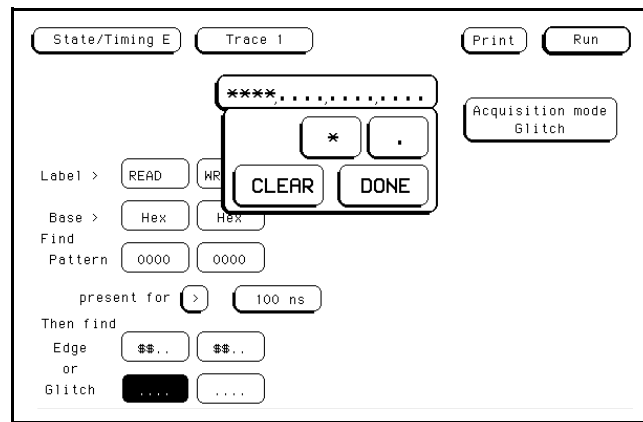 State/Timing E Trace 1 Print Run
****,....,....,....
Acquisition mode
Glitch
* .
CLEAR DONE
Label > READ WR
Base > Hex Hex
Find
Pattern 0000 0000
present for > 100 ns
Then find
Edge $$.. $$..
or
Glitch .... ....